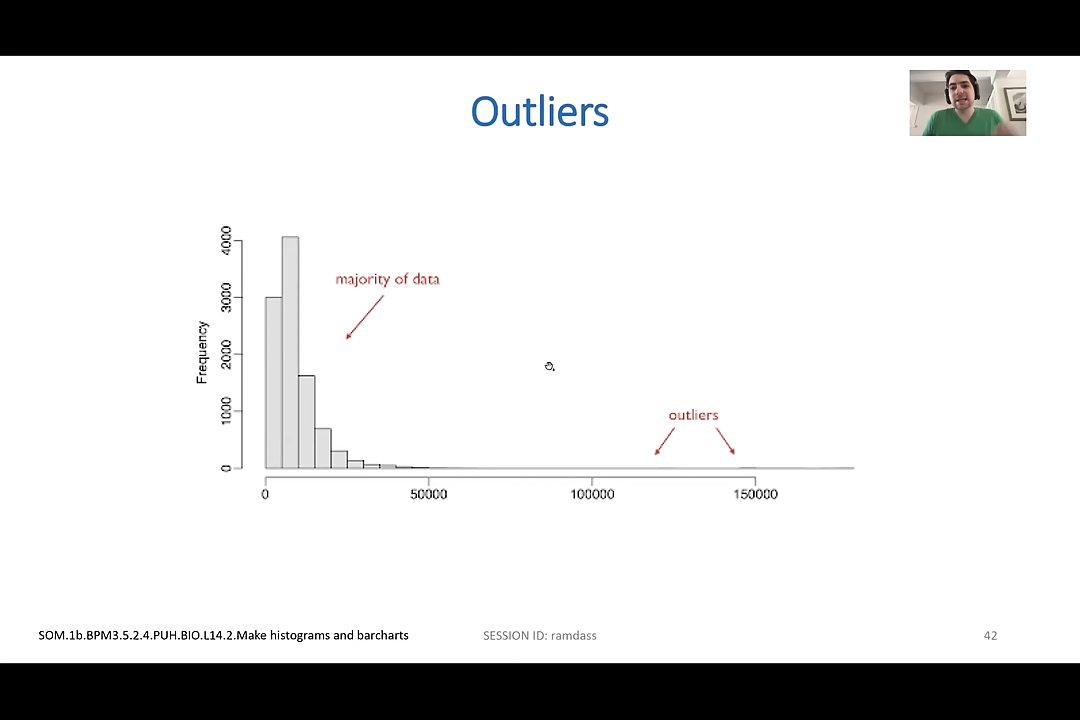 Outliers
4000
3000
2000
1000
0
Frequency
majority of data
outliers
0 50000 100000 150000
SOM.1b.BPM3.5.2.4.PUH.BIO.L14.2.Make histograms and barcharts
SESSION ID: ramdass
42